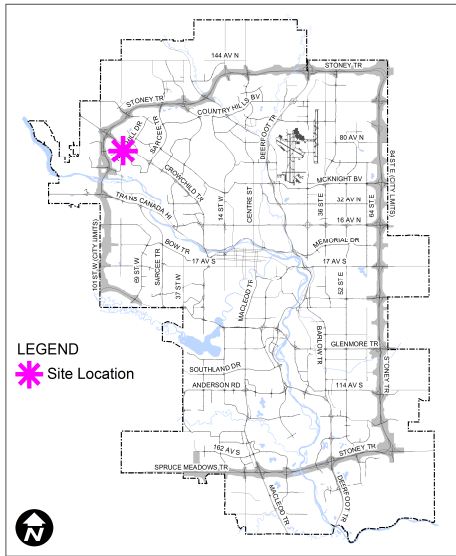 144 AV N
STONEY TR
STONEY TR
COUNTRY HILLS BV
SARCEE TR
HILL DR
DEERFOOT TR
80 AV N
CROWCHILD TR
MCKNIGHT BV
14 ST W
CENTRE ST
36 ST E
32 AV N
64 ST E
84 ST E (CITY LIMITS)
TRANS CANADA HI
16 AV N
101 ST W (CITY LIMITS)
BOW TR
MEMORIAL DR
17 AV S
17 AV S
69 ST W
SARCEE TR
37 ST W
52 ST E
MACLEOD TR
BARLOW TR
GLENMORE TR
STONEY TR
LEGEND
Site Location
SOUTHLAND DR
ANDERSON RD
114 AV S
162 AV S
STONEY TR
SPRUCE MEADOWS TR
MACLEOD TR
DEERFOOT TR
N